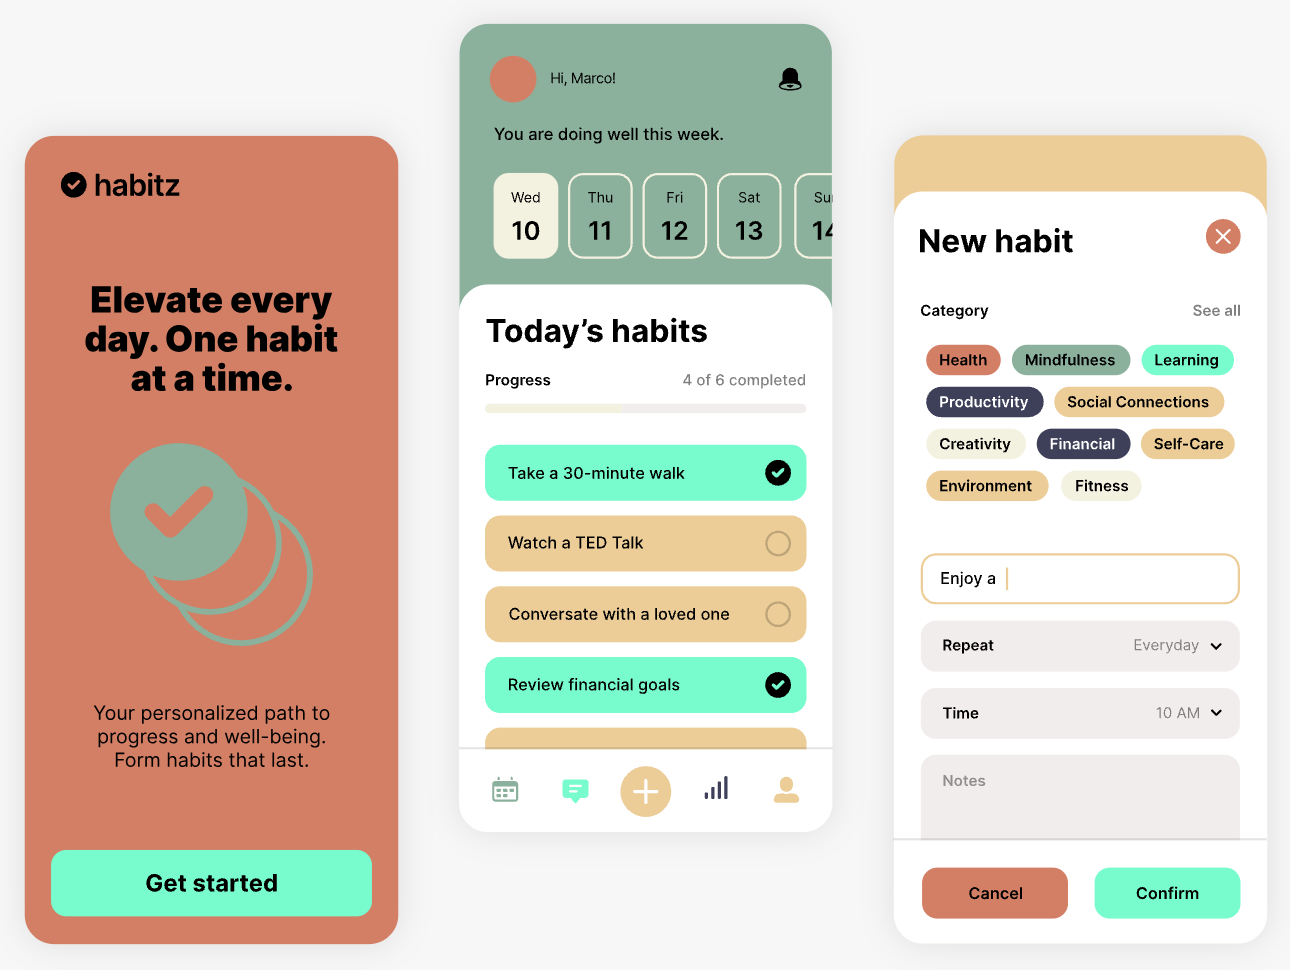 habitz
Elevate every
day. One habit
at a time.
Your personalized path to
progress and well-being.
Form habits that last.
Get started
Hi, Marco!
You are doing well this week.
Wed Thu Fri Sat Su
10 11 12 13 14
Today's habits
Progress 4 of 6 completed
Take a 30-minute walk
Watch a TED Talk
Conversate with a loved one
Review financial goals
New habit
Category See all
Health Mindfulness Learning
Productivity Social Connections
Creativity Financial Self-Care
Environment Fitness
Enjoy a
Repeat Everyday
Time 10 AM
Notes
Cancel Confirm